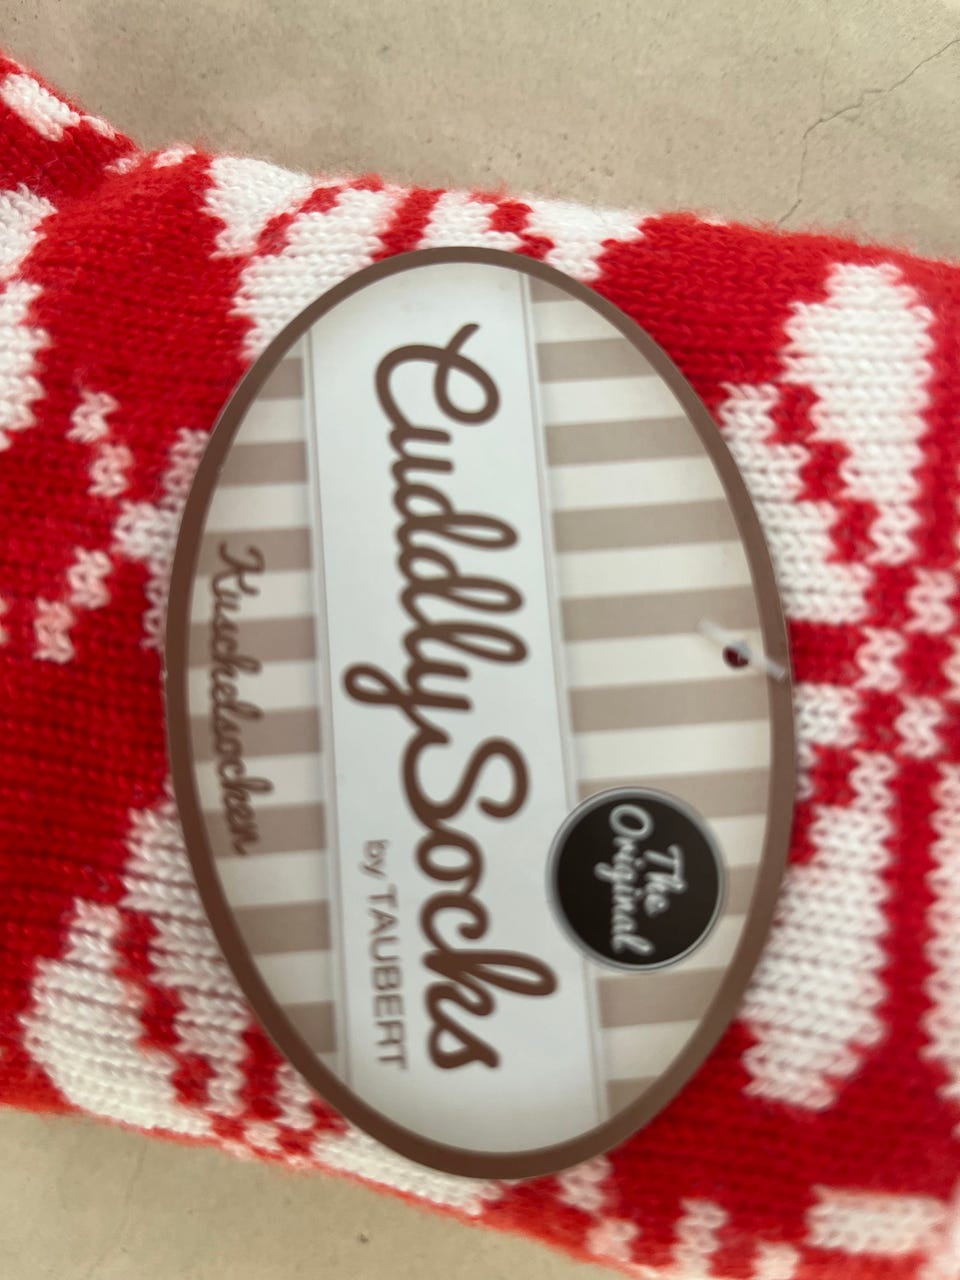 The
Original
CuddlySocks
by TAUBERT
Kuschelsocken